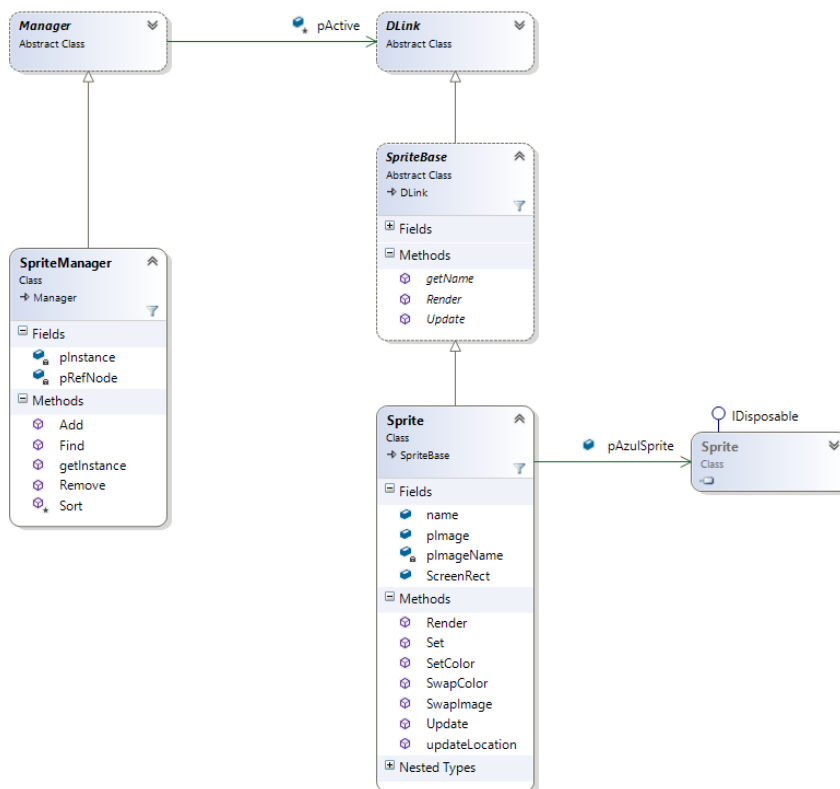 Manager
Abstract Class
pActive
DLink
Abstract Class
SpriteBase
Abstract Class
DLink
Fields
Methods
getName
Render
Update
SpriteManager
Class
Manager
Fields
pInstance
pRefNode
Methods
Add
Find
getInstance
Remove
Sort
Sprite
Class
SpriteBase
Fields
name
pImage
pImageName
ScreenRect
Methods
Render
Set
SetColor
SwapColor
SwapImage
Update
updateLocation
Nested Types
pAzulSprite
IDisposable
Sprite
Class